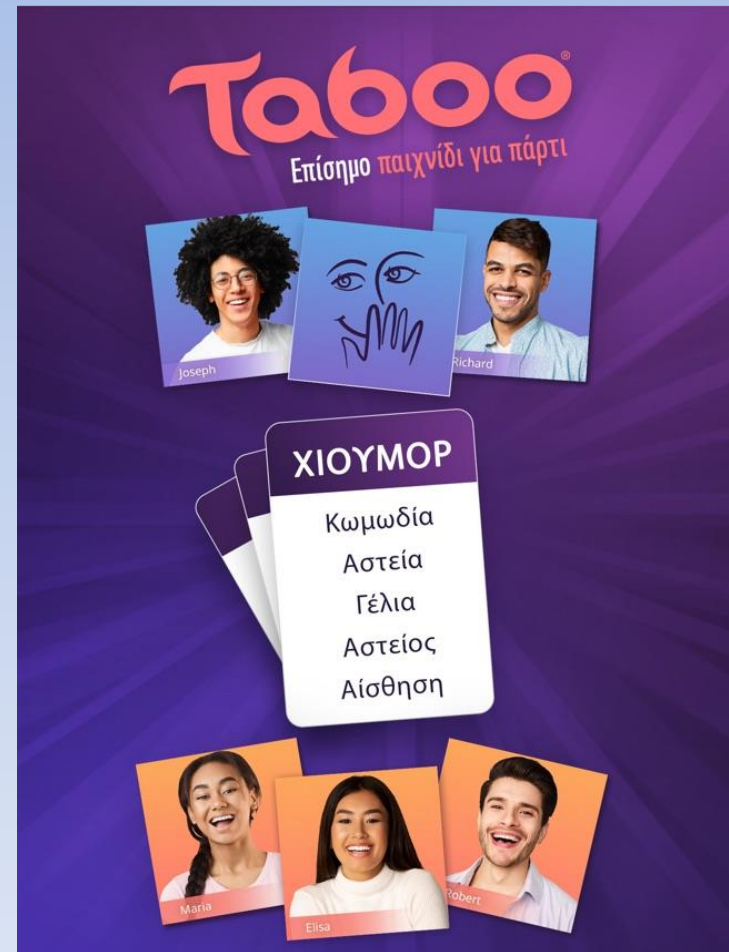 Taboo®
Επίσημο παιχνίδι για πάρτι
Joseph
Richard
ΧΙΟΥΜΟΡ
Κωμωδία
Αστεία
Γέλια
Αστείος
Αίσθηση
Maria
Elisa
Robert